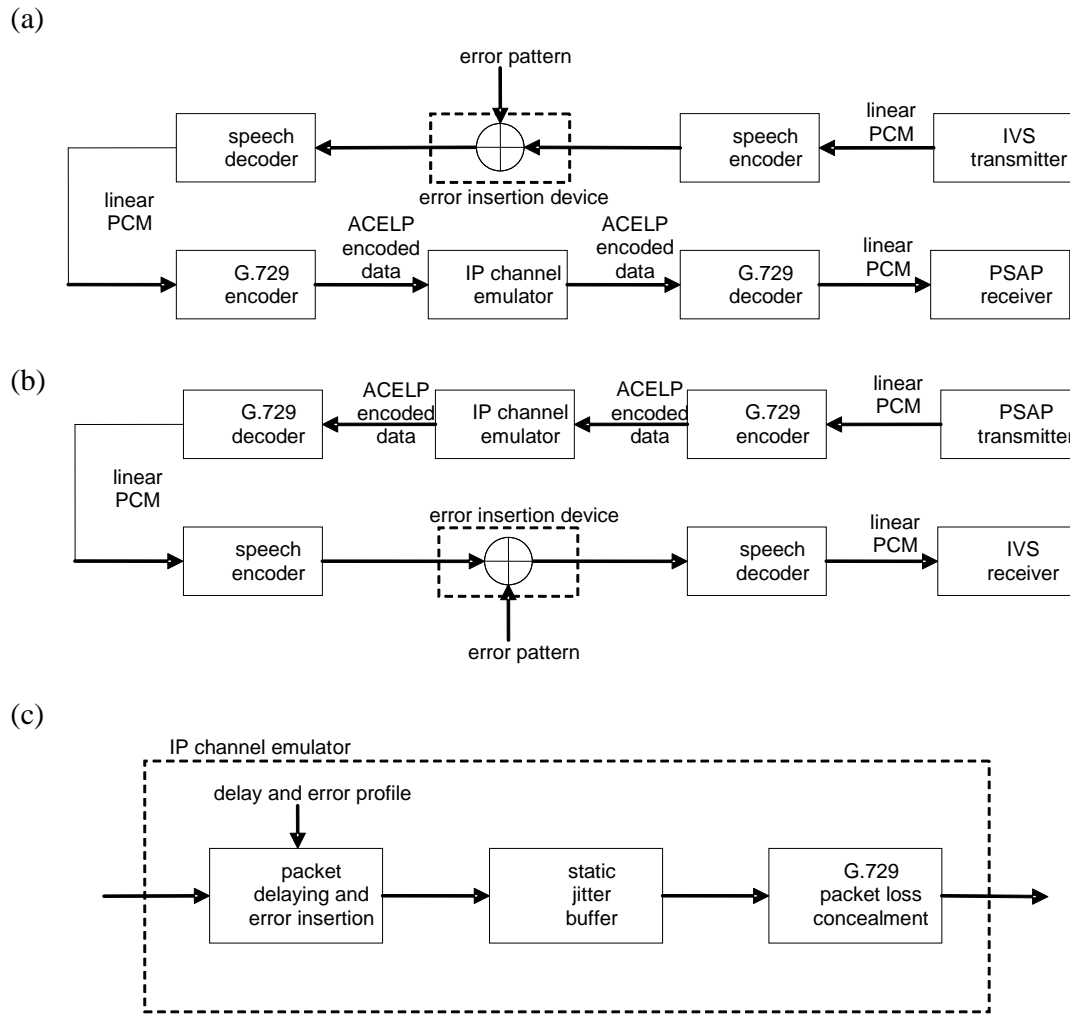 (a)
error pattern
speech
decoder
speech
encoder
linear
PCM
IVS
transmitter
error insertion device
linear
PCM
G.729
encoder
ACELP
encoded
data
IP channel
emulator
ACELP
encoded
data
G.729
decoder
linear
PCM
PSAP
receiver
(b)
G.729
decoder
ACELP
encoded
data
IP channel
emulator
ACELP
encoded
data
G.729
encoder
linear
PCM
PSAP
transmitter
linear
PCM
error insertion device
speech
encoder
speech
decoder
linear
PCM
IVS
receiver
error pattern
(c)
IP channel emulator
delay and error profile
packet
delaying and
error insertion
static
jitter
buffer
G.729
packet loss
concealment